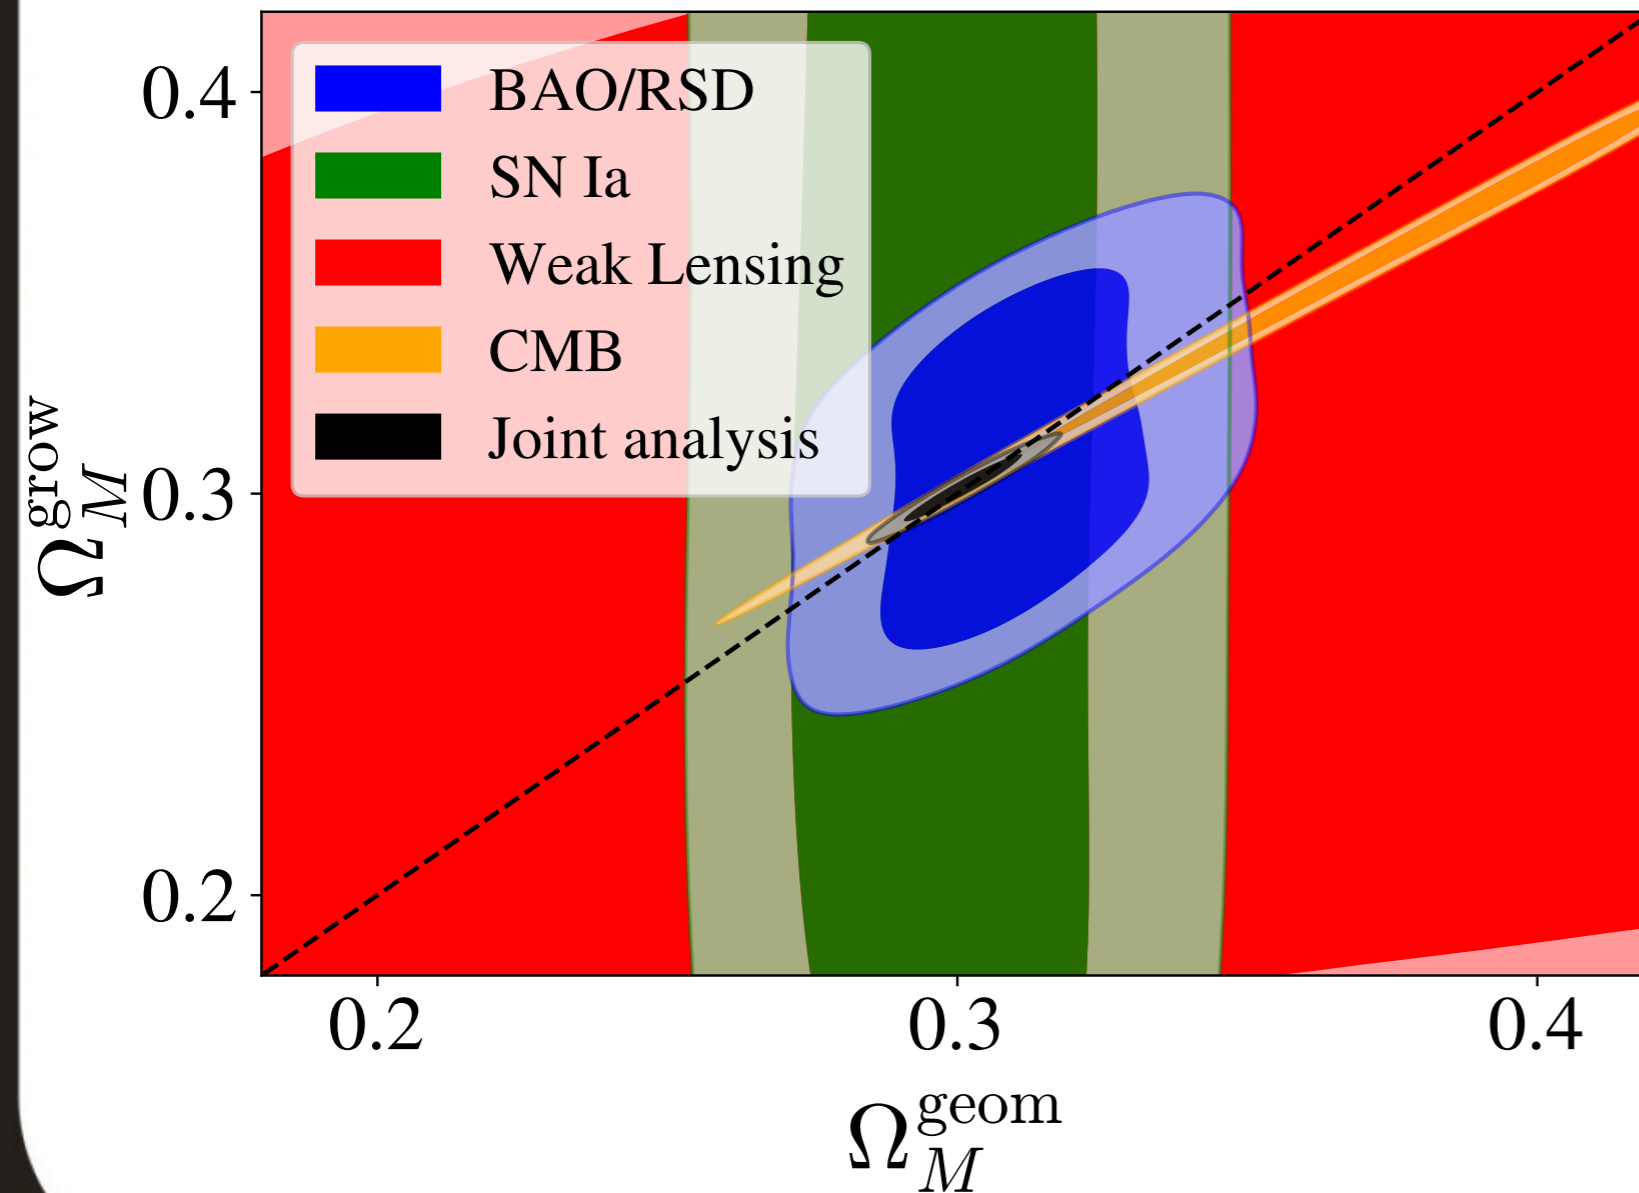 0.4
0.3
0.2
Ω_M^grow
BAO/RSD
SN Ia
Weak Lensing
CMB
Joint analysis
0.2 0.3 0.4
Ω_M^geom